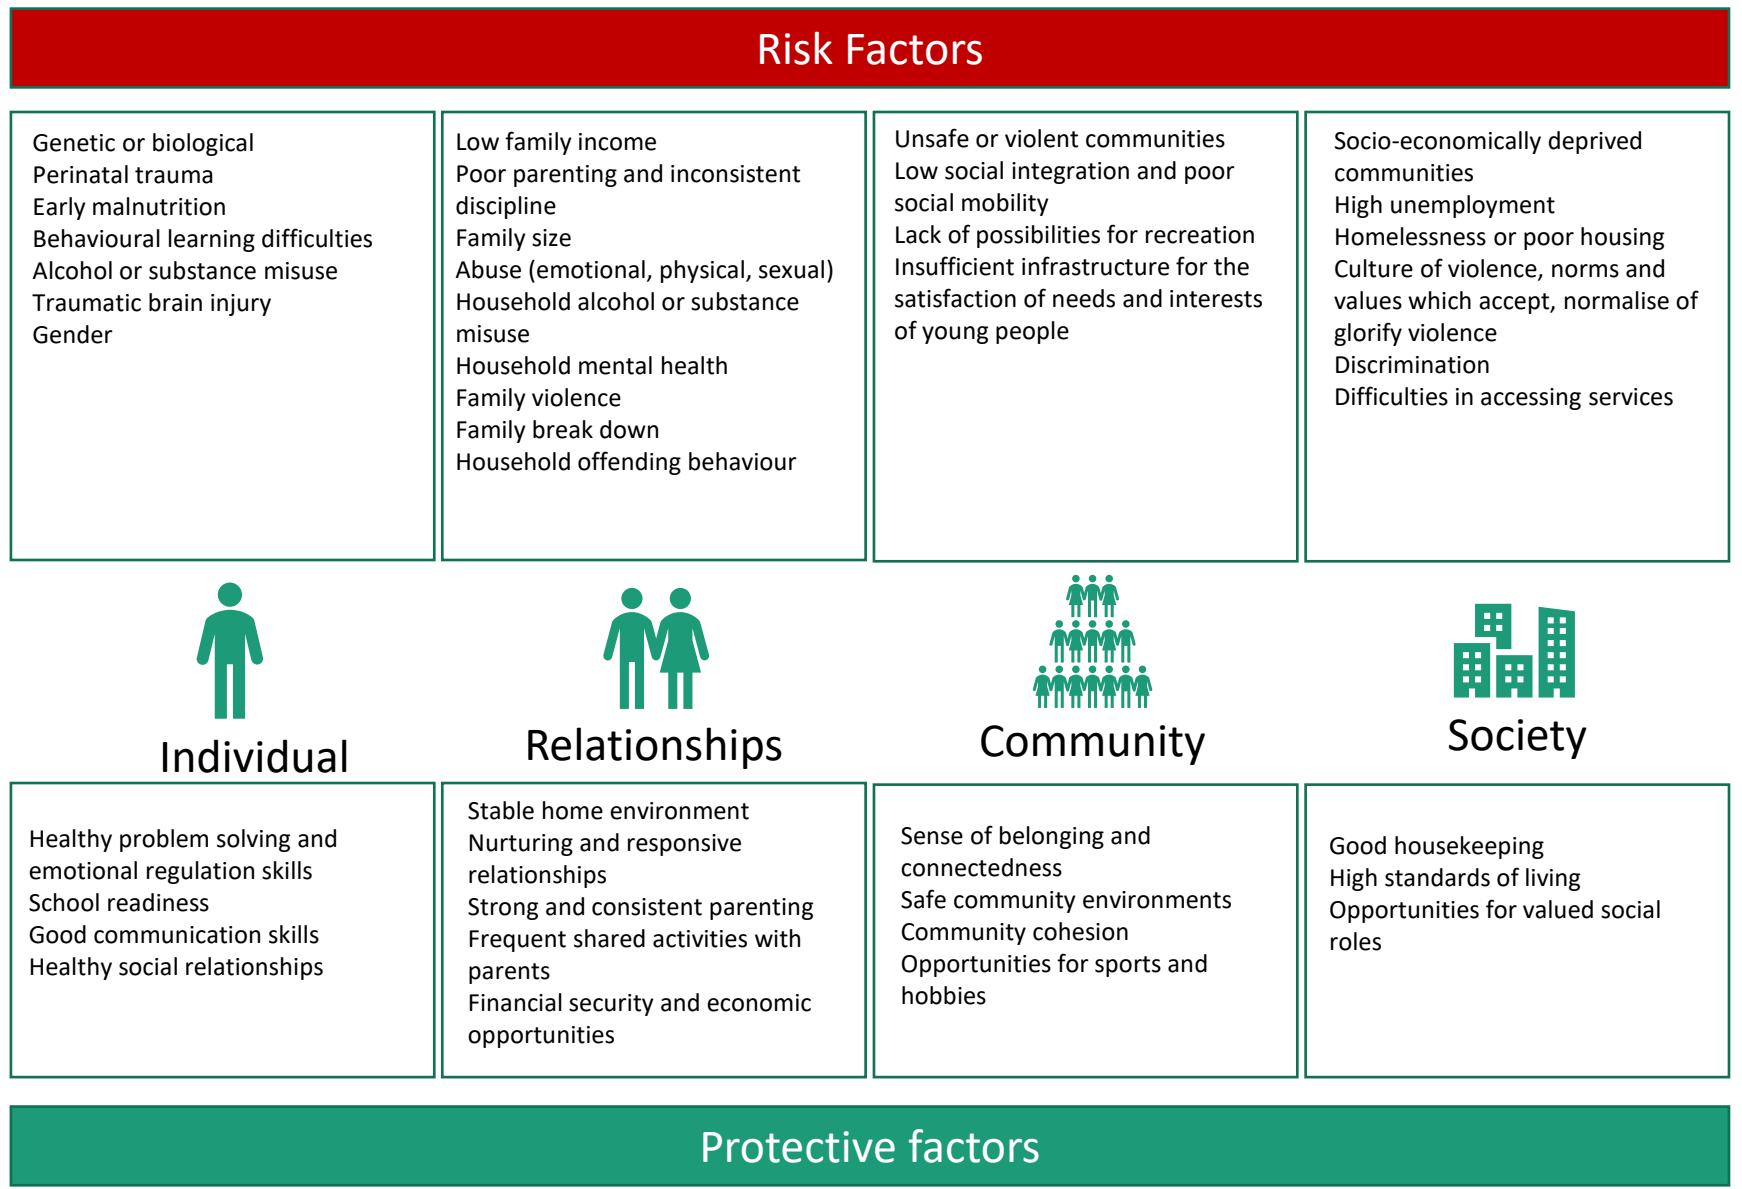 Risk Factors
Genetic or biological
Perinatal trauma
Early malnutrition
Behavioural learning difficulties
Alcohol or substance misuse
Traumatic brain injury
Gender
Low family income
Poor parenting and inconsistent
discipline
Family size
Abuse (emotional, physical, sexual)
Household alcohol or substance
misuse
Household mental health
Family violence
Family break down
Household offending behaviour
Unsafe or violent communities
Low social integration and poor
social mobility
Lack of possibilities for recreation
Insufficient infrastructure for the
satisfaction of needs and interests
of young people
Socio-economically deprived
communities
High unemployment
Homelessness or poor housing
Culture of violence, norms and
values which accept, normalise of
glorify violence
Discrimination
Difficulties in accessing services
Individual
Relationships
Community
Society
Healthy problem solving and
emotional regulation skills
School readiness
Good communication skills
Healthy social relationships
Stable home environment
Nurturing and responsive
relationships
Strong and consistent parenting
Frequent shared activities with
parents
Financial security and economic
opportunities
Sense of belonging and
connectedness
Safe community environments
Community cohesion
Opportunities for sports and
hobbies
Good housekeeping
High standards of living
Opportunities for valued social
roles
Protective factors